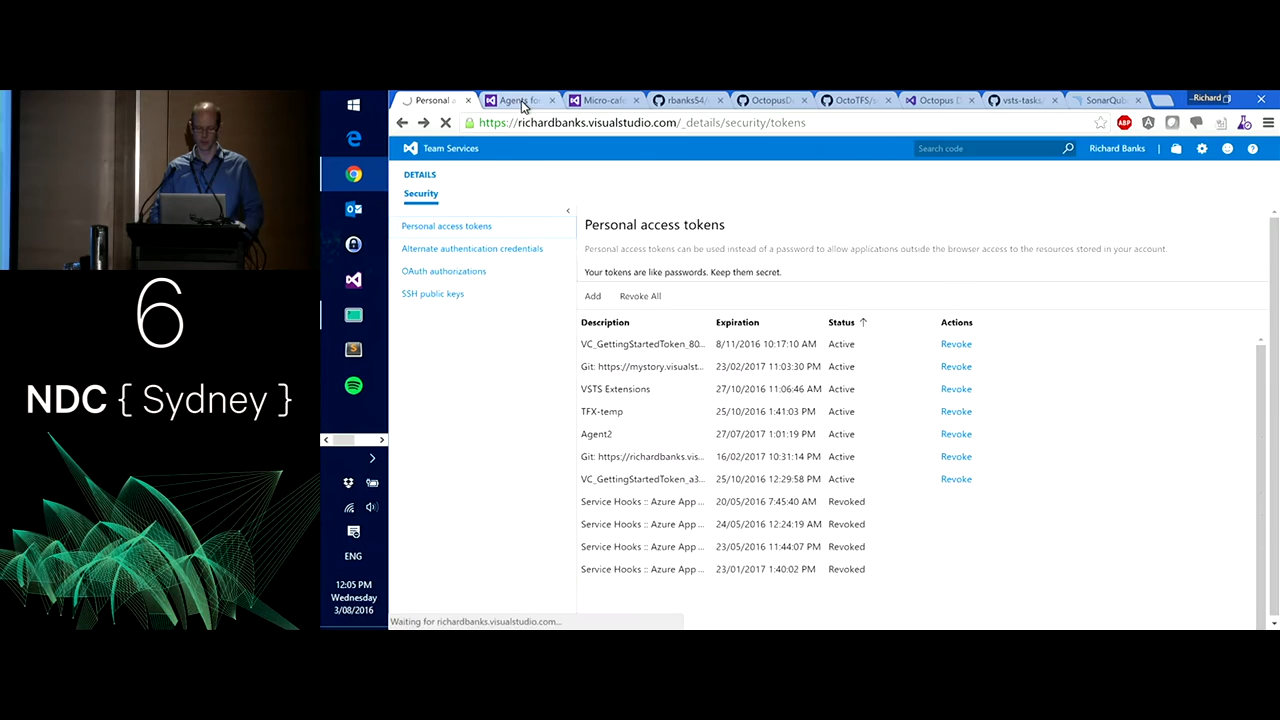 Personal a
Agents for
Micro-cafe
rbanks54/
OctopusDe
OctoTFS/s
Octopus D
vsts-tasks/
SonarQub
Richard
https://richardbanks.visualstudio.com/_details/security/tokens
Team Services
Search code
Richard Banks
DETAILS
Security
Personal access tokens
Alternate authentication credentials
OAuth authorizations
SSH public keys
Personal access tokens
Personal access tokens can be used instead of a password to allow applications outside the browser access to the resources stored in your account.
Your tokens are like passwords. Keep them secret.
Add Revoke All
Description Expiration Status Actions
VC_GettingStartedToken_80... 8/11/2016 10:17:10 AM Active Revoke
Git: https://mystory.visualst... 23/02/2017 11:03:30 PM Active Revoke
VSTS Extensions 27/10/2016 11:06:46 AM Active Revoke
TFX-temp 25/10/2016 1:41:03 PM Active Revoke
Agent2 27/07/2017 1:01:19 PM Active Revoke
Git: https://richardbanks.vis... 16/02/2017 10:31:14 PM Active Revoke
VC_GettingStartedToken_a3... 25/10/2016 12:29:58 PM Active Revoke
Service Hooks :: Azure App ... 20/05/2016 7:45:40 AM Revoked
Service Hooks :: Azure App ... 24/05/2016 12:24:19 AM Revoked
Service Hooks :: Azure App ... 23/05/2016 11:44:07 PM Revoked
Service Hooks :: Azure App ... 23/01/2017 1:40:02 PM Revoked
Waiting for richardbanks.visualstudio.com...
ENG
12:05 PM
Wednesday
3/08/2016
6
NDC { Sydney }
ABP